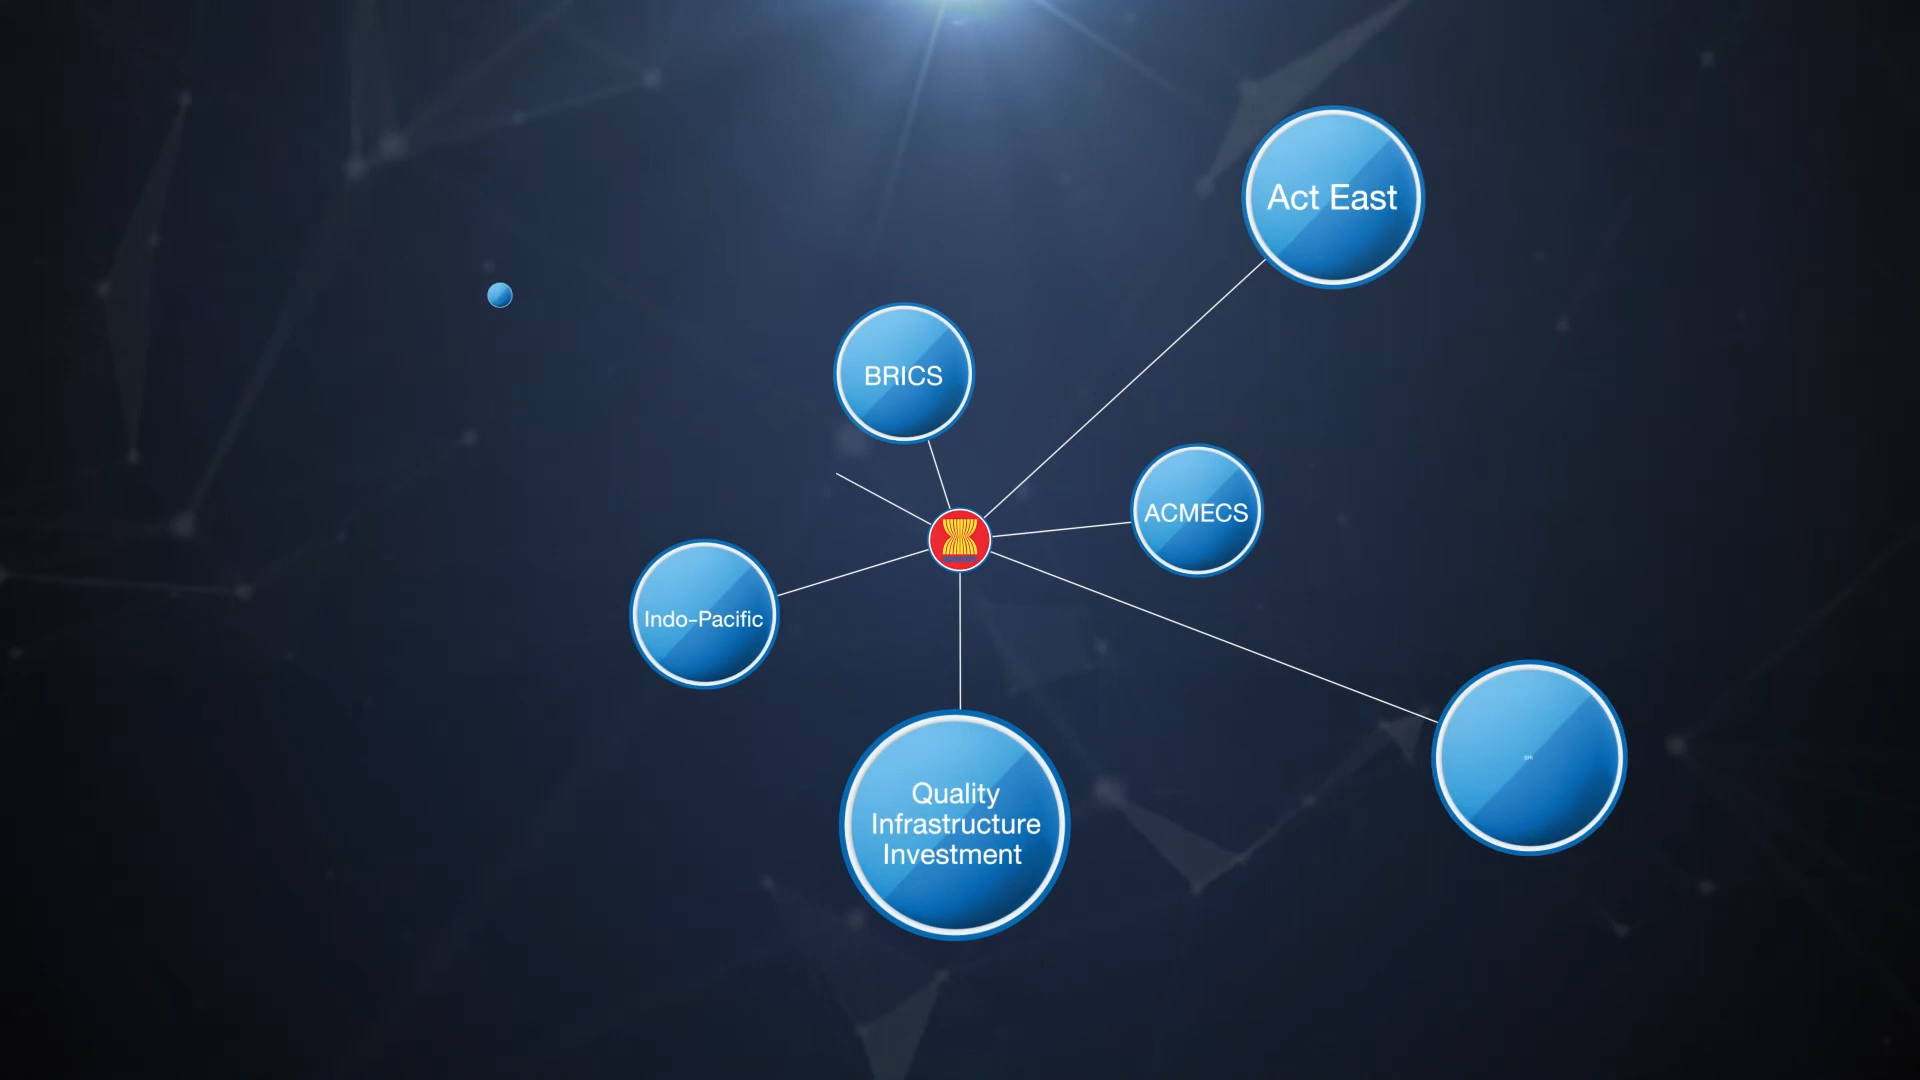 Act East
BRICS
ACMECS
Indo-Pacific
Quality
Infrastructure
Investment